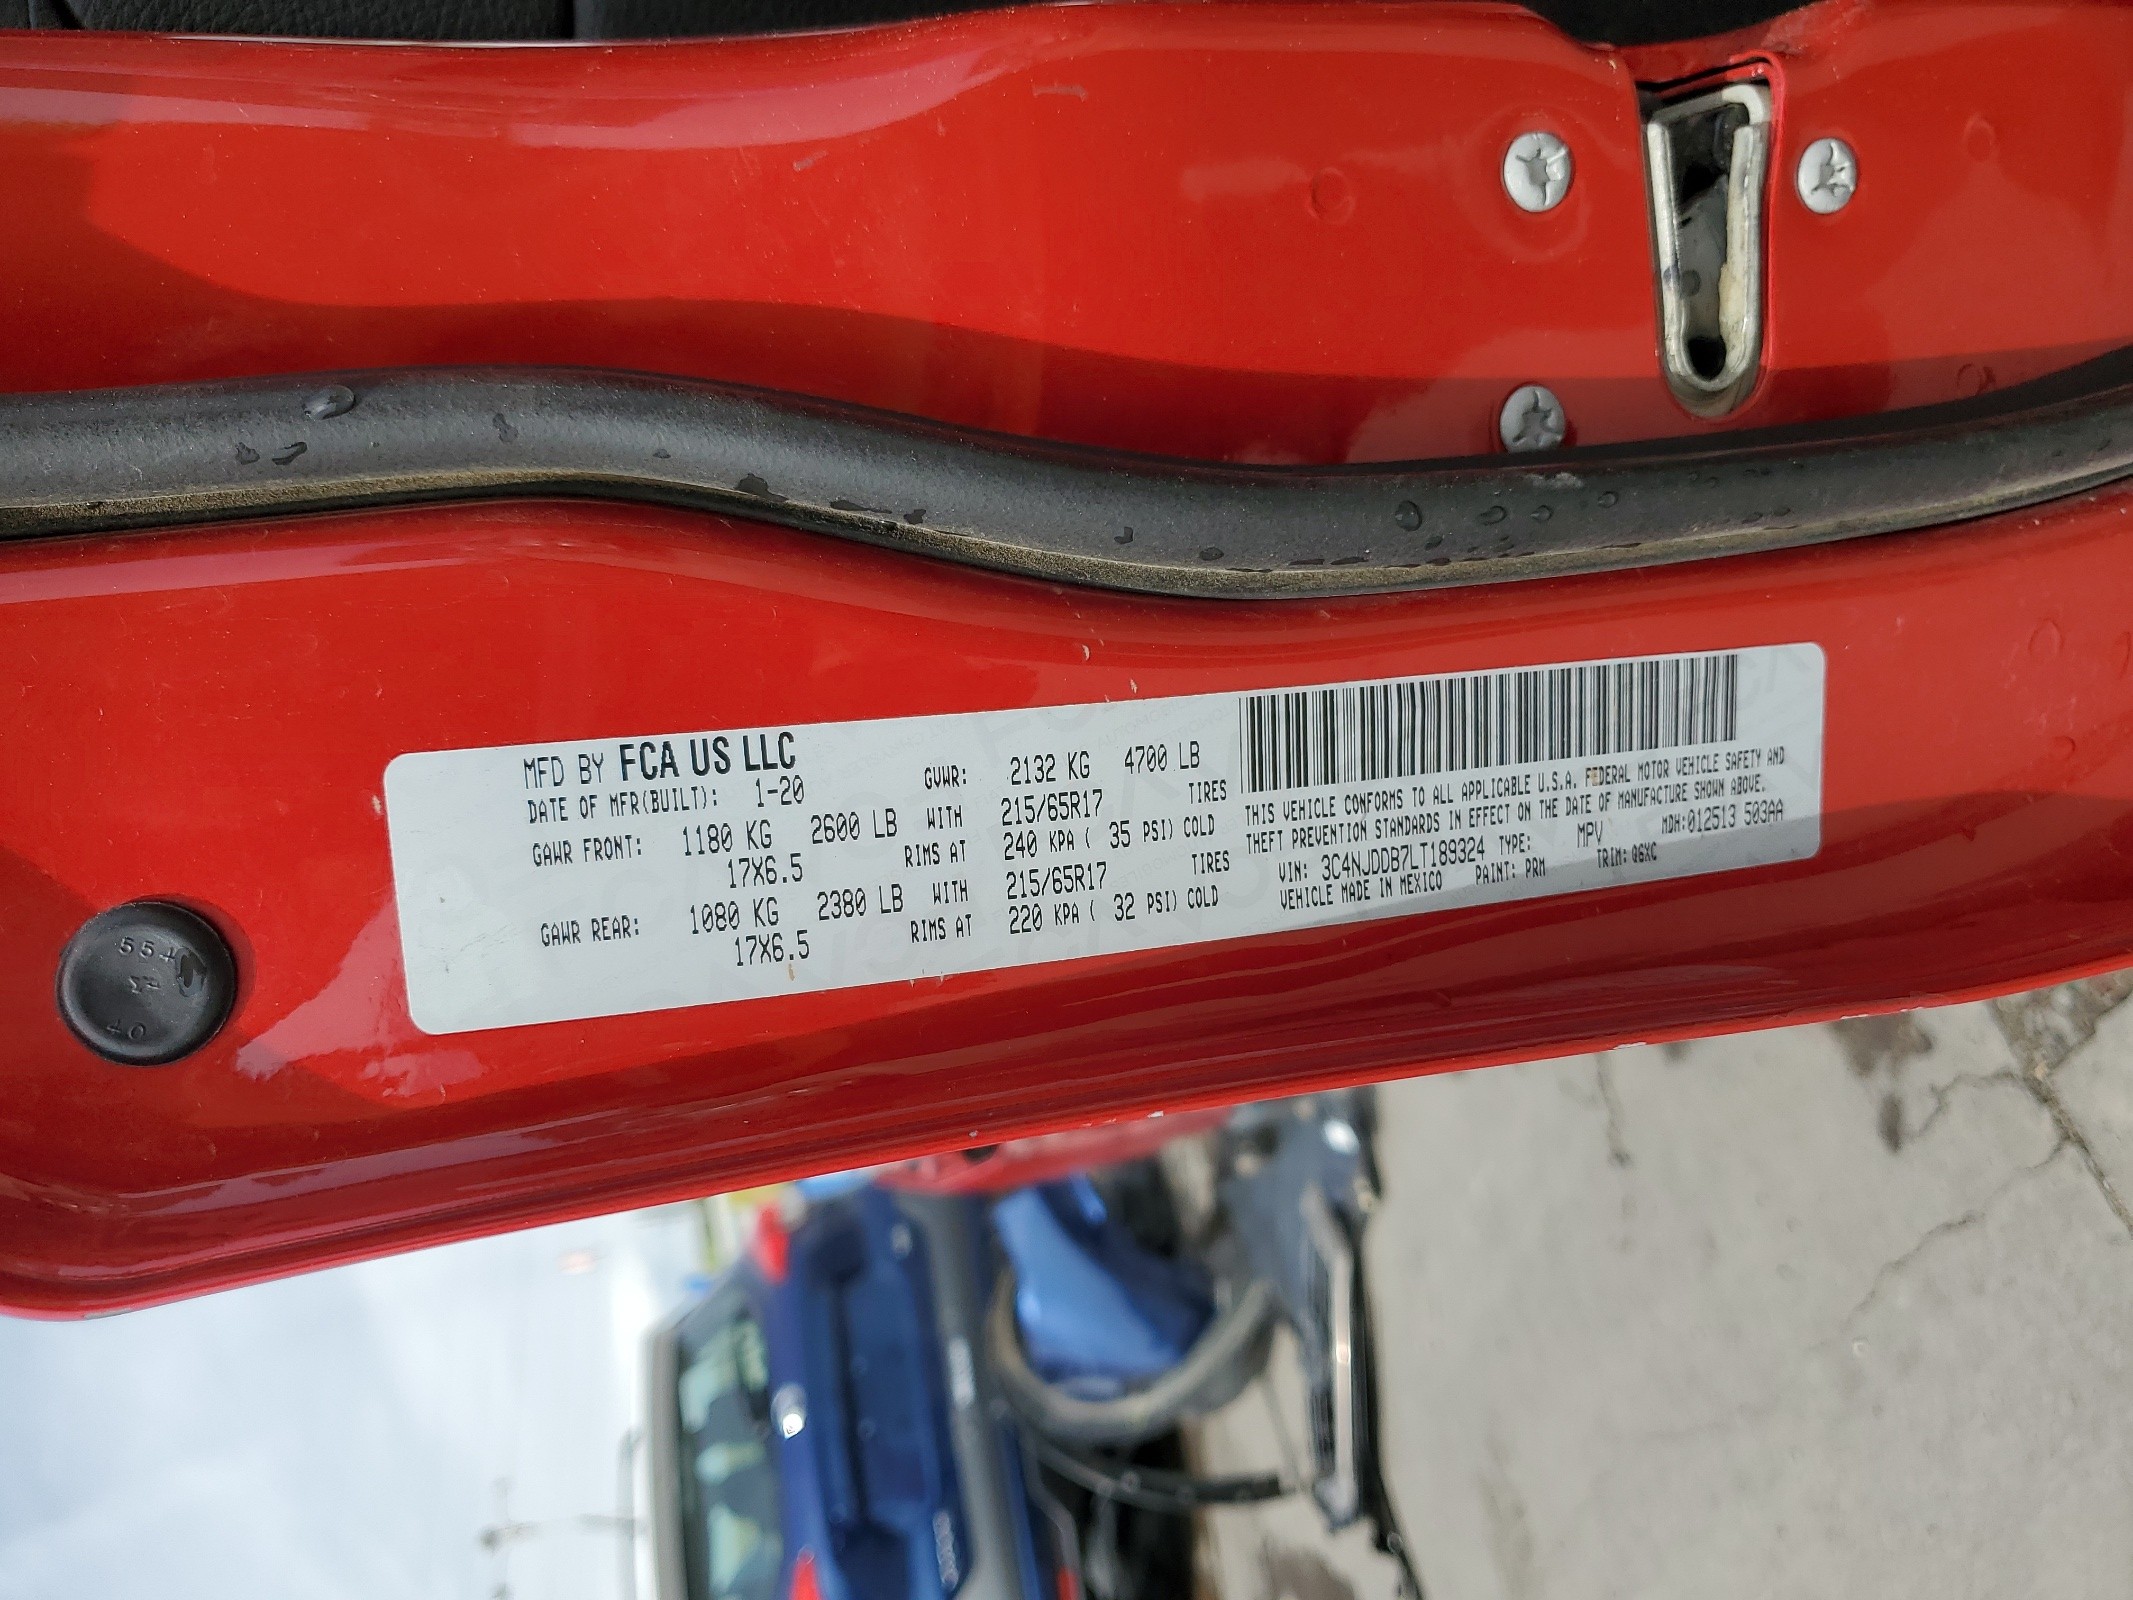 MFD BY FCA US LLC
DATE OF MFR(BUILT): 1-20 GVWR: 2132 KG 4700 LB
GAWR FRONT: 1180 KG 2600 LB WITH 215/65R17 TIRES
17X6.5 RIMS AT 240 KPA ( 35 PSI) COLD
GAWR REAR: 1080 KG 2380 LB WITH 215/65R17 TIRES
17X6.5 RIMS AT 220 KPA ( 32 PSI) COLD
THIS VEHICLE CONFORMS TO ALL APPLICABLE U.S.A. FEDERAL MOTOR VEHICLE SAFETY AND
THEFT PREVENTION STANDARDS IN EFFECT ON THE DATE OF MANUFACTURE SHOWN ABOVE.
VIN: 3C4NJDDB7LT189324 TYPE: MPV MDH:012513 503AA
VEHICLE MADE IN MEXICO PAINT: PRM TRIM: Q6XC
40